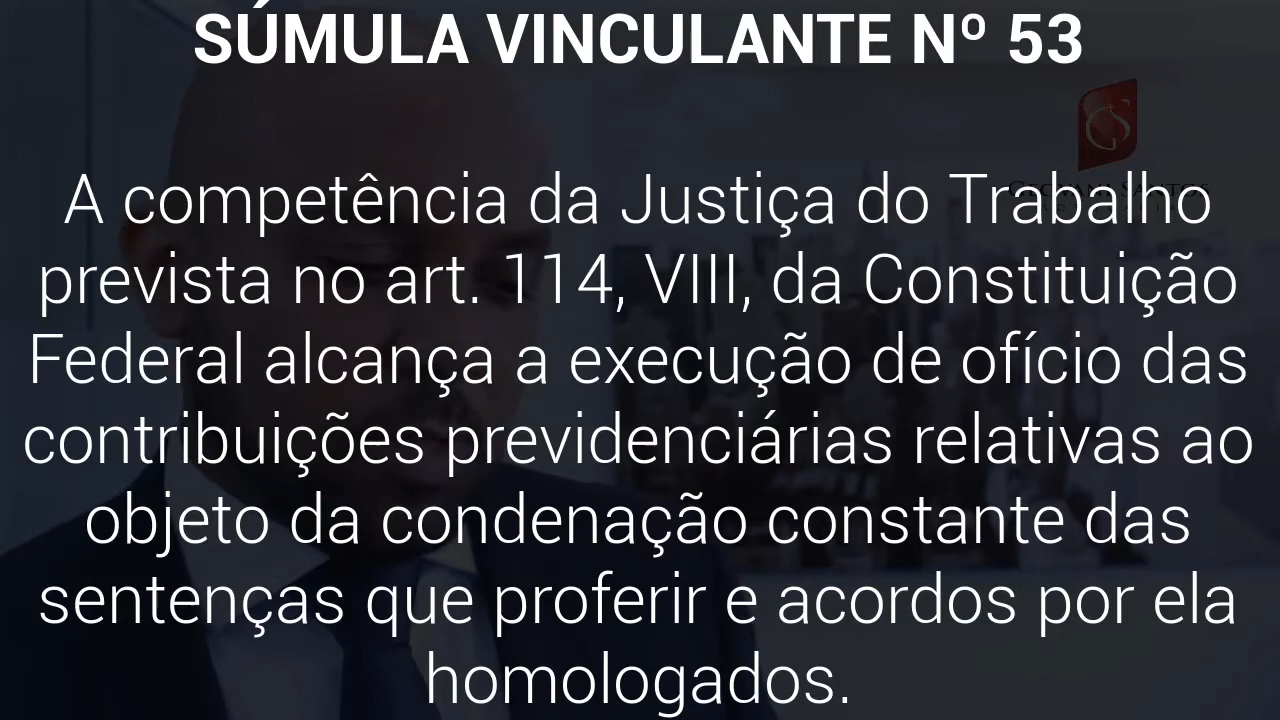 SÚMULA VINCULANTE Nº 53
A competência da Justiça do Trabalho
prevista no art. 114, VIII, da Constituição
Federal alcança a execução de ofício das
contribuições previdenciárias relativas ao
objeto da condenação constante das
sentenças que proferir e acordos por ela
homologados.